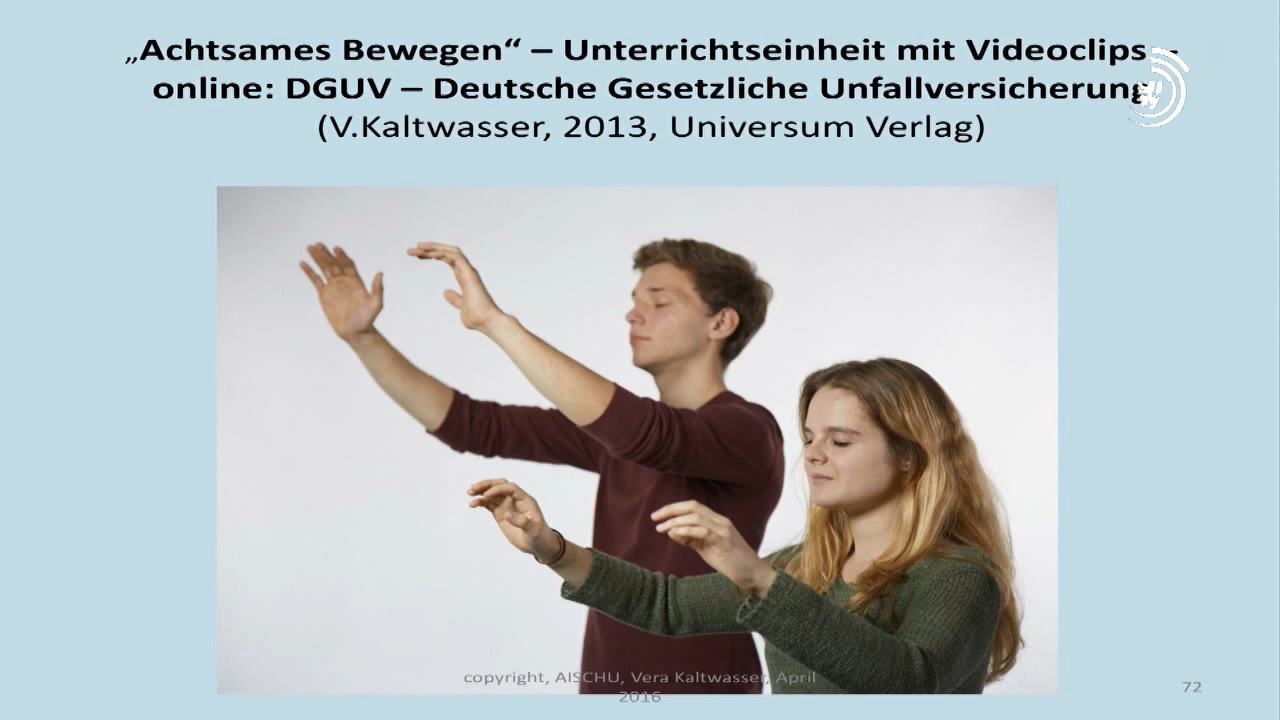 „Achtsames Bewegen“ – Unterrichtseinheit mit Videoclips –
online: DGUV – Deutsche Gesetzliche Unfallversicherung
(V.Kaltwasser, 2013, Universum Verlag)
copyright, AISCHU, Vera Kaltwasser, April
2016
72